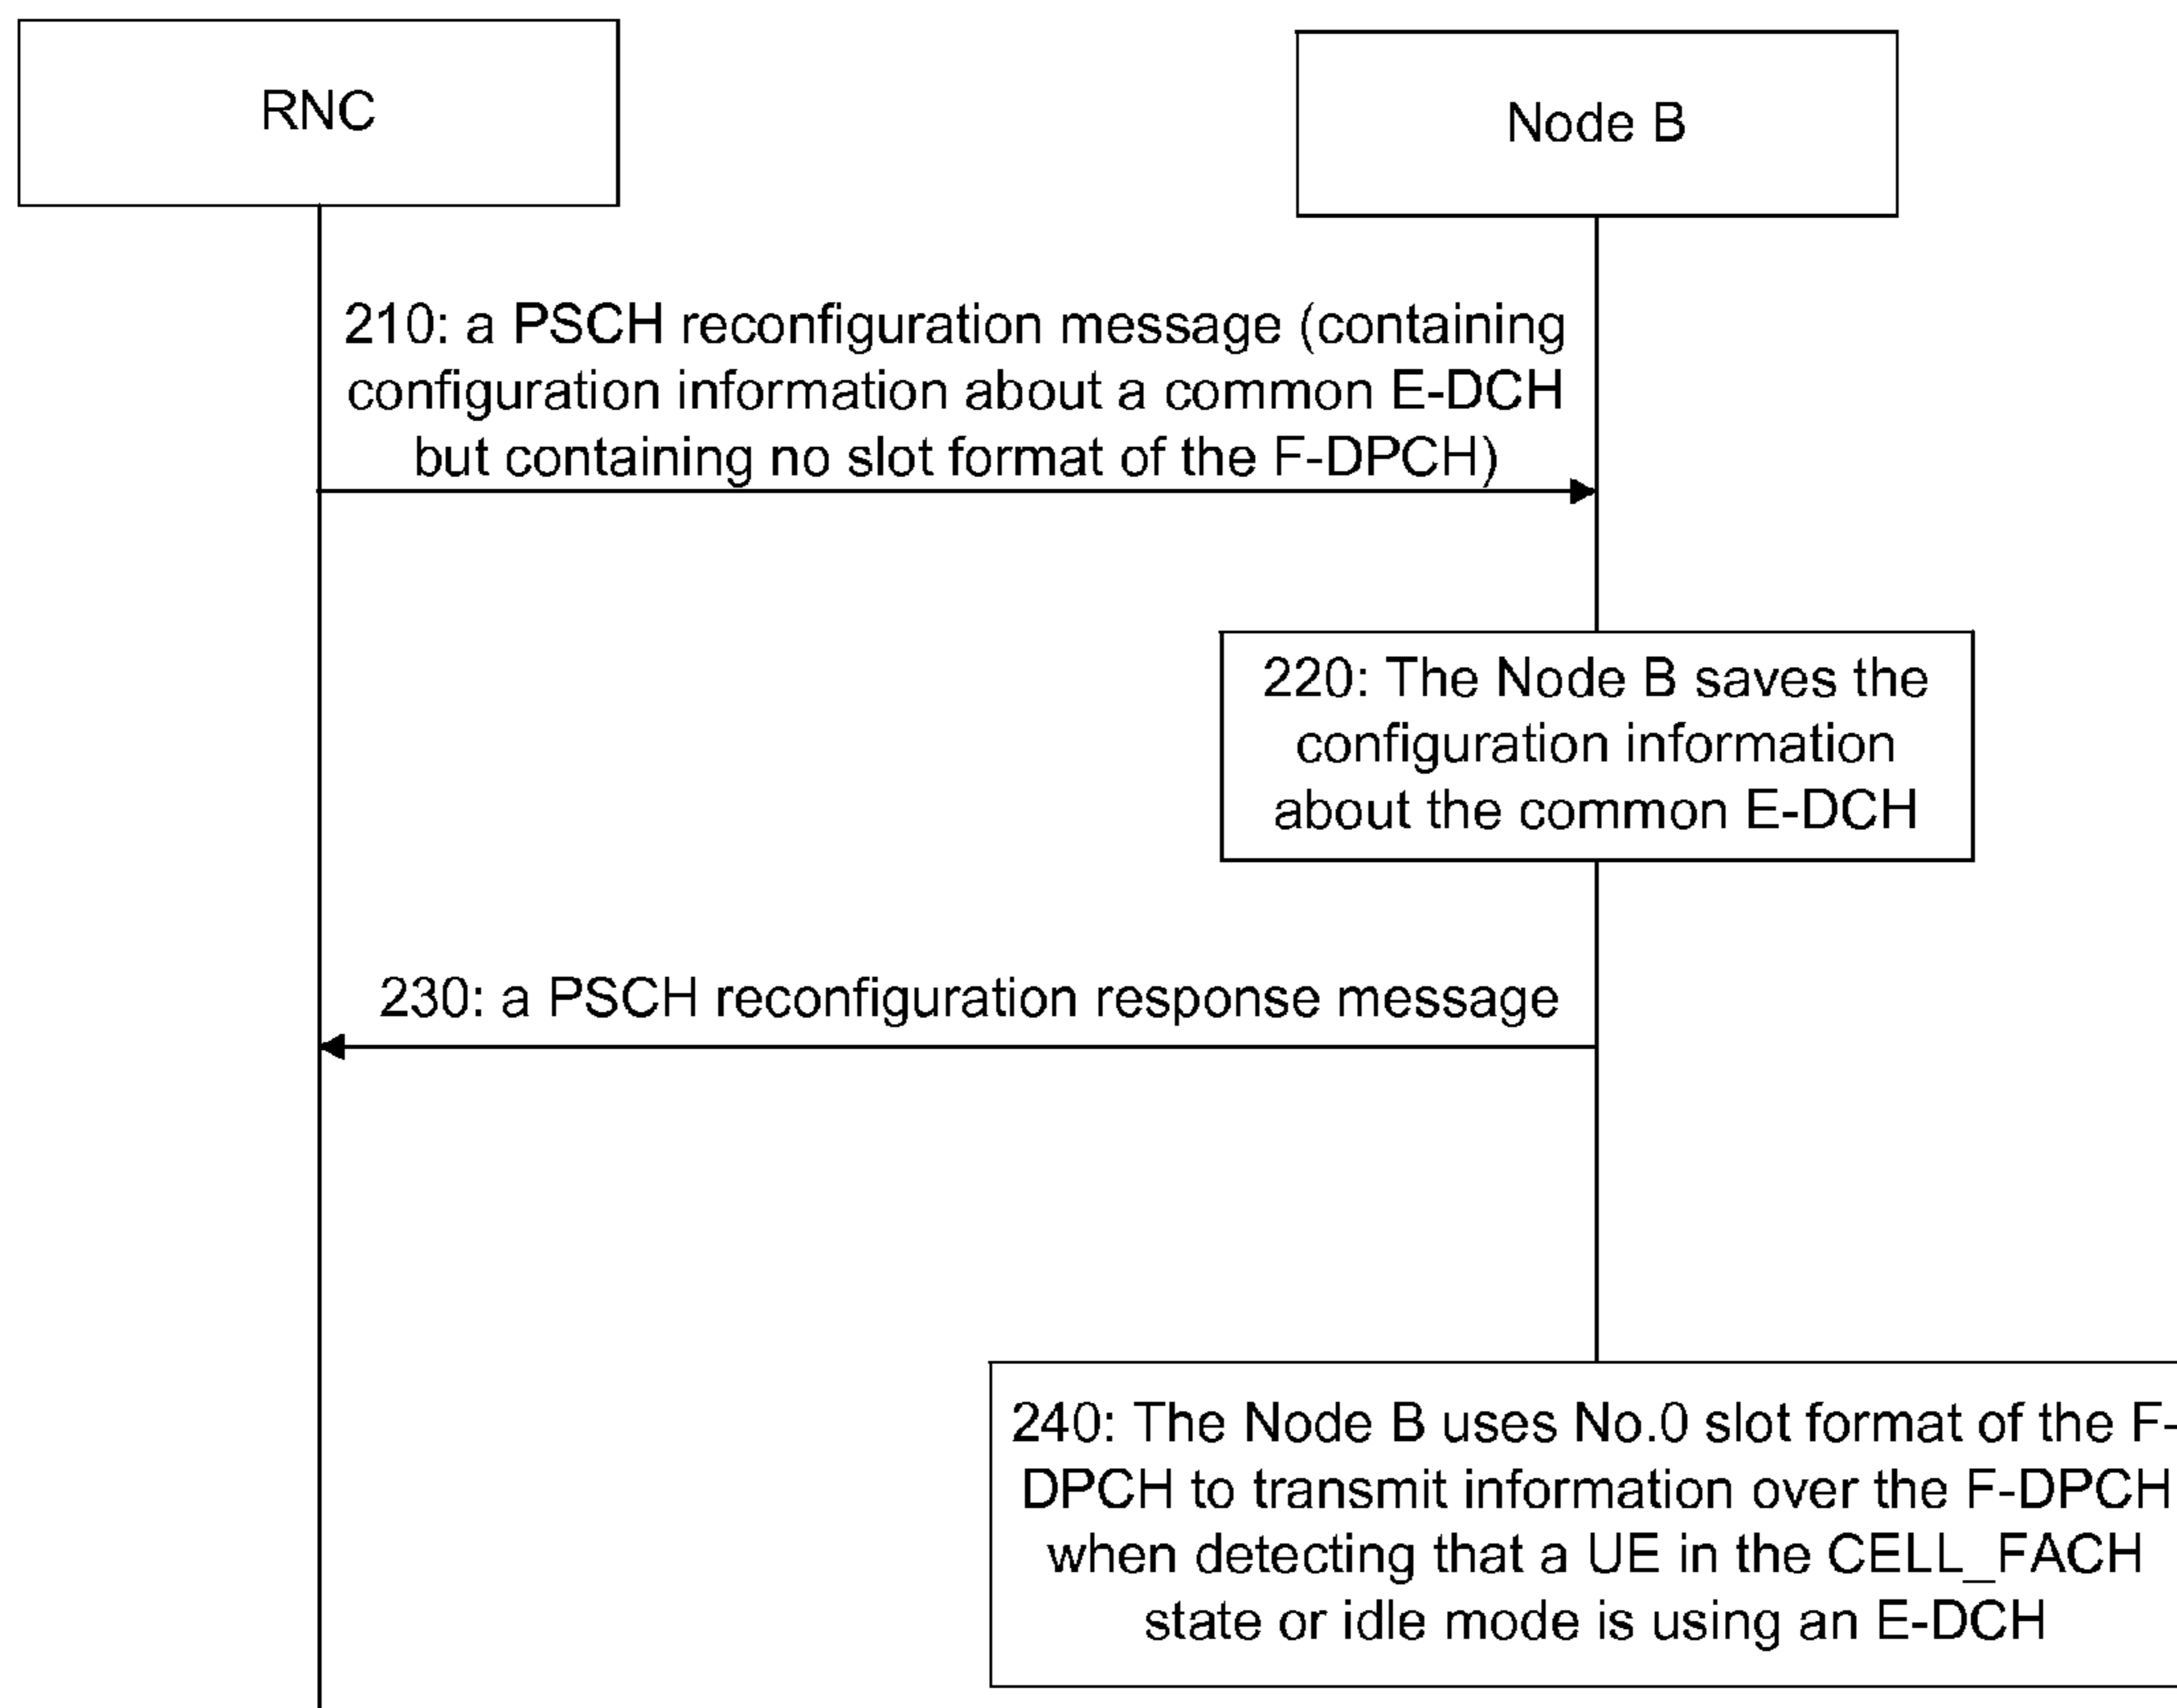 RNC
Node B
210: a PSCH reconfiguration message (containing
configuration information about a common E-DCH
but containing no slot format of the F-DPCH)
220: The Node B saves the
configuration information
about the common E-DCH
230: a PSCH reconfiguration response message
240: The Node B uses No.0 slot format of the F-
DPCH to transmit information over the F-DPCH
when detecting that a UE in the CELL_FACH
state or idle mode is using an E-DCH